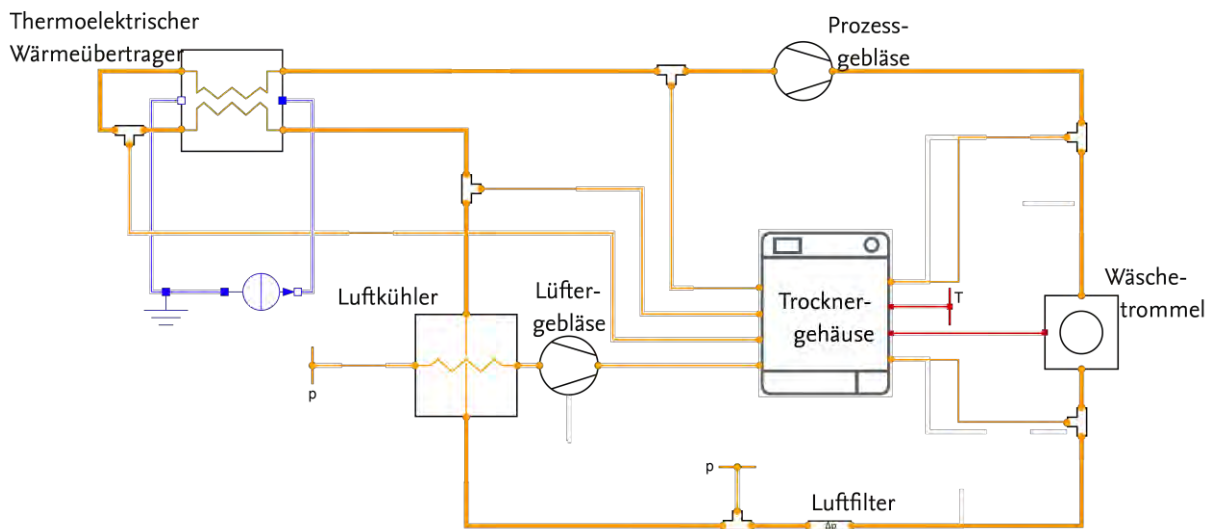 Thermoelektrischer
Wärmeübertrager
Prozess-
gebläse
T
Wäsche-
trommel
Luftkühler
Lüfter-
gebläse
Trockner-
gehäuse
p
p
Luftfilter
Δp